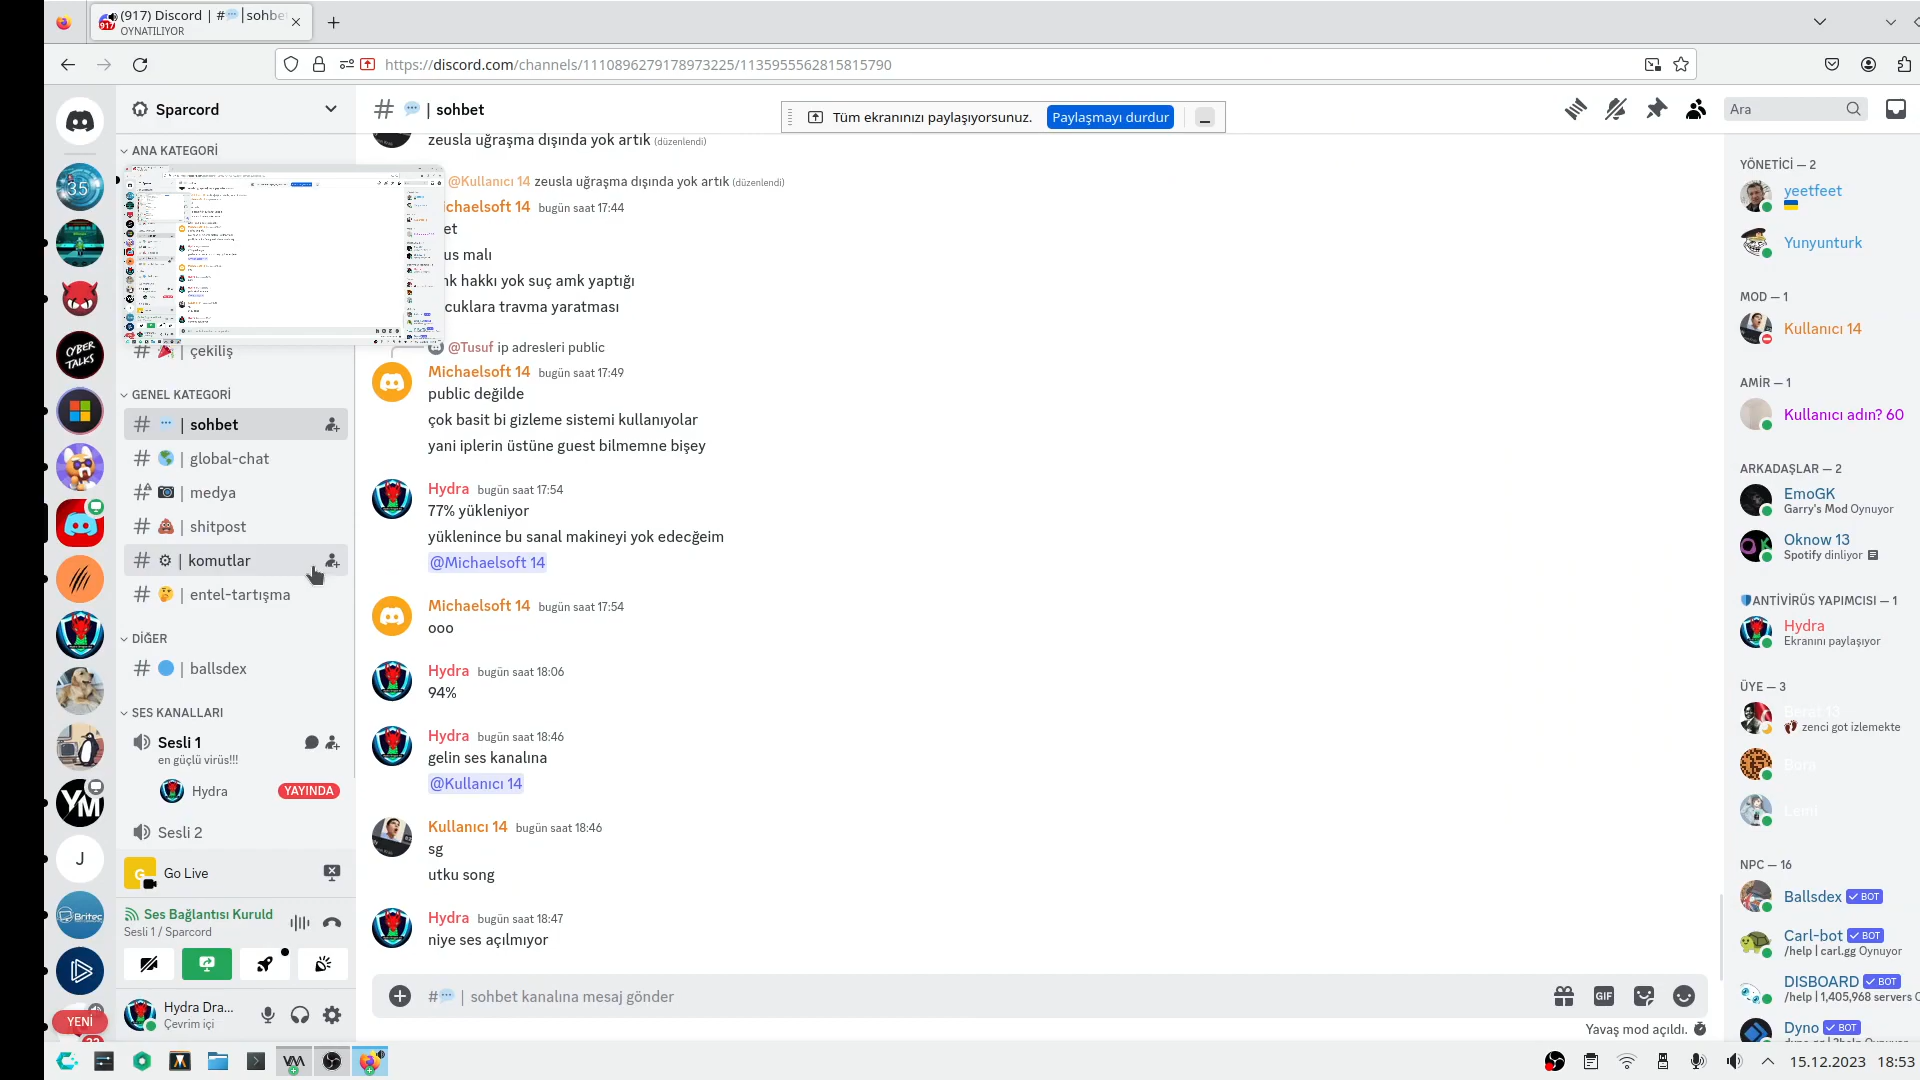 (917) Discord | #💬│sohbe
OYNATILIYOR
https://discord.com/channels/1110896279178973225/1135955562815815790
Sparcord
# 💬 | sohbet
Tüm ekranınızı paylaşıyorsunuz.
Paylaşmayı durdur
Ara
ANA KATEGORİ
# 🎉 | çekiliş
GENEL KATEGORİ
# 💬 | sohbet
# 🌎 | global-chat
# 📷 | medya
# 💩 | shitpost
# ⚙ | komutlar
# 🤔 | entel-tartışma
DİĞER
# 🔵 | ballsdex
SES KANALLARI
Sesli 1
en güçlü virüs!!!
Hydra
YAYINDA
Sesli 2
Go Live
Ses Bağlantısı Kuruld
Sesli 1 / Sparcord
Hydra Dra...
Çevrim içi
35
CYBER
TALKS
YM
J
Britec
YENİ
zeusla uğraşma dışında yok artık (düzenlendi)
@Kullanıcı 14 zeusla uğraşma dışında yok artık (düzenlendi)
chaelsoft 14 bugün saat 17:44
et
us malı
hakkı yok suç amk yaptığı
cuklara travma yaratması
@Tusuf ip adresleri public
Michaelsoft 14 bugün saat 17:49
public değilde
çok basit bi gizleme sistemi kullanıyolar
yani iplerin üstüne guest bilmemne bişey
Hydra bugün saat 17:54
77% yükleniyor
yüklenince bu sanal makineyi yok edecğeim
@Michaelsoft 14
Michaelsoft 14 bugün saat 17:54
ooo
Hydra bugün saat 18:06
94%
Hydra bugün saat 18:46
gelin ses kanalına
@Kullanıcı 14
Kullanıcı 14 bugün saat 18:46
sg
utku song
Hydra bugün saat 18:47
niye ses açılmıyor
#💬 | sohbet kanalına mesaj gönder
GIF
Yavaş mod açıldı.
YÖNETİCİ — 2
yeetfeet
Yunyunturk
MOD — 1
Kullanıcı 14
AMİR — 1
Kullanıcı adın? 60
ARKADAŞLAR — 2
EmoGK
Garry's Mod Oynuyor
Oknow 13
Spotify dinliyor
🛡️ANTİVİRÜS YAPIMCISI — 1
Hydra
Ekranını paylaşıyor
ÜYE — 3
Berat 13
👣 zenci got izlemekte
Bora
Lemi
NPC — 16
Ballsdex ✓ BOT
Carl-bot ✓ BOT
/help | carl.gg Oynuyor
DISBOARD ✓ BOT
/help | 1,405,968 servers
Dyno ✓ BOT
15.12.2023 18:53